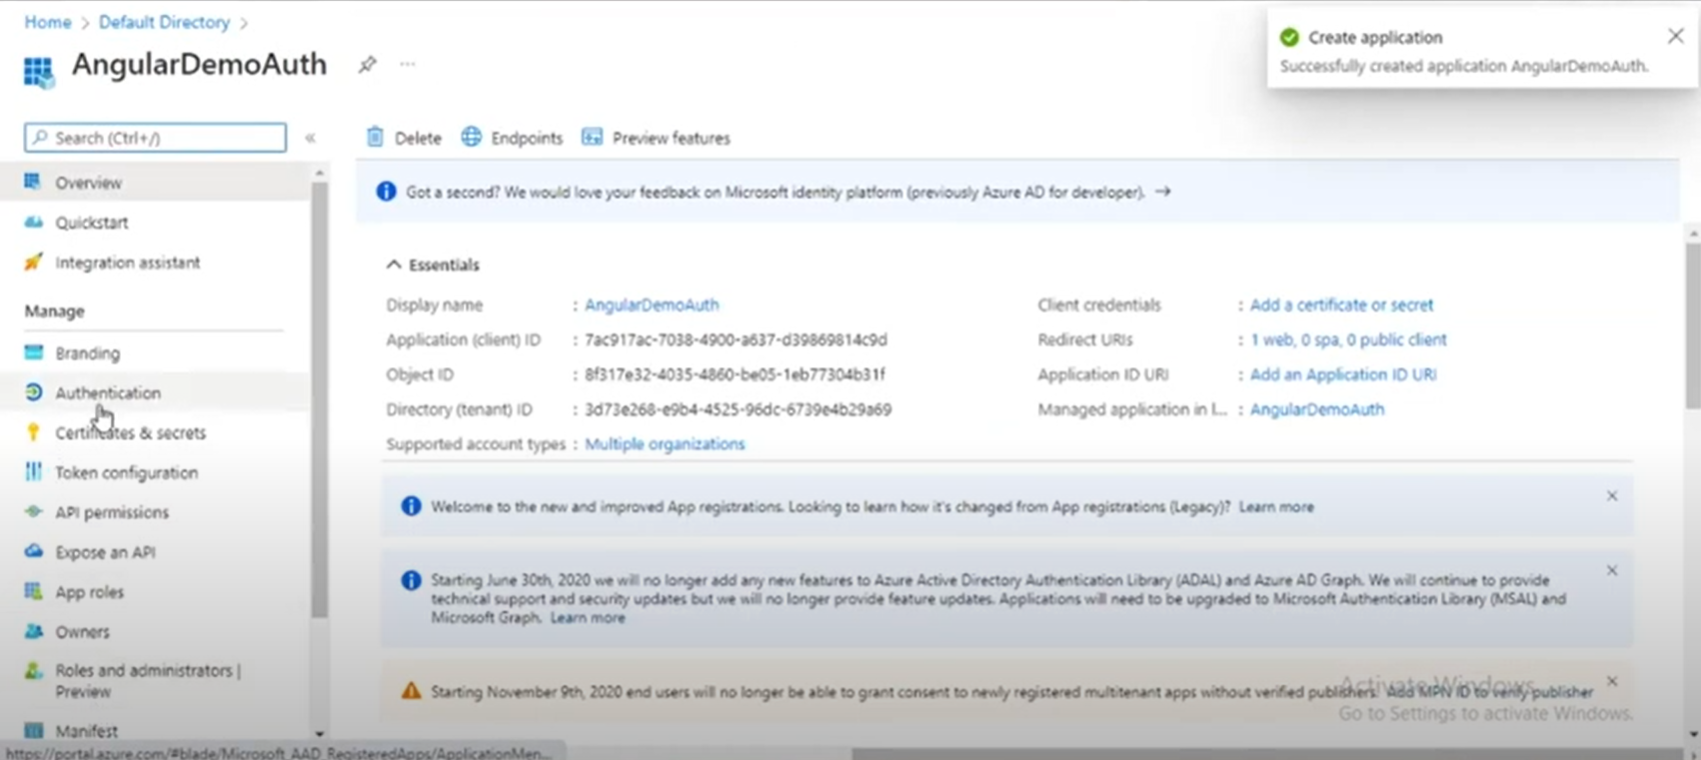 Home > Default Directory >
AngularDemoAuth
Create application
Successfully created application AngularDemoAuth.
Search (Ctrl+/)
«
Overview
Quickstart
Integration assistant
Manage
Branding
Authentication
Certificates & secrets
Token configuration
API permissions
Expose an API
App roles
Owners
Roles and administrators |
Preview
Manifest
Delete Endpoints Preview features
Got a second? We would love your feedback on Microsoft identity platform (previously Azure AD for developer). →
Essentials
Display name : AngularDemoAuth
Application (client) ID : 7ac917ac-7038-4900-a637-d39869814c9d
Object ID : 8f317e32-4035-4860-be05-1eb77304b31f
Directory (tenant) ID : 3d73e268-e9b4-4525-96dc-6739e4b29a69
Supported account types : Multiple organizations
Client credentials : Add a certificate or secret
Redirect URIs : 1 web, 0 spa, 0 public client
Application ID URI : Add an Application ID URI
Managed application in l... : AngularDemoAuth
Welcome to the new and improved App registrations. Looking to learn how it's changed from App registrations (Legacy)? Learn more
Starting June 30th, 2020 we will no longer add any new features to Azure Active Directory Authentication Library (ADAL) and Azure AD Graph. We will continue to provide
technical support and security updates but we will no longer provide feature updates. Applications will need to be upgraded to Microsoft Authentication Library (MSAL) and
Microsoft Graph. Learn more
Starting November 9th, 2020 end users will no longer be able to grant consent to newly registered multitenant apps without verified publishers. Add MPN ID to verify publisher
Activate Windows
Go to Settings to activate Windows.
https://portal.azure.com/#blade/Microsoft_AAD_RegisteredApps/ApplicationMen...